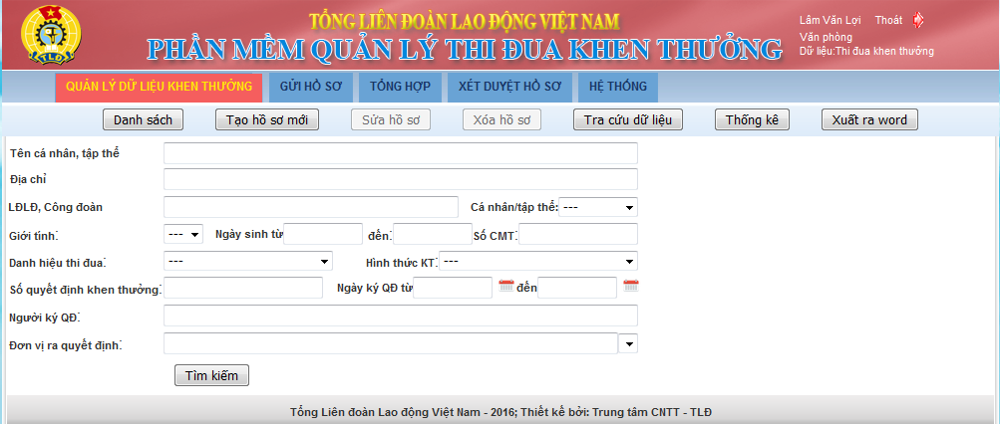 TỔNG LIÊN ĐOÀN LAO ĐỘNG VIỆT NAM
PHẦN MỀM QUẢN LÝ THI ĐUA KHEN THƯỞNG
TLD
Lâm Văn Lợi Thoát
Văn phòng
Dữ liệu:Thi đua khen thưởng
QUẢN LÝ DỮ LIỆU KHEN THƯỞNG GỬI HỒ SƠ TỔNG HỢP XÉT DUYỆT HỒ SƠ HỆ THỐNG
Danh sách Tạo hồ sơ mới Sửa hồ sơ Xóa hồ sơ Tra cứu dữ liệu Thống kê Xuất ra word
Tên cá nhân, tập thể
Địa chỉ
LĐLĐ, Công đoàn Cá nhân/tập thể: ---
Giới tính: --- Ngày sinh từ đến: Số CMT:
Danh hiệu thi đua: --- Hình thức KT: ---
Số quyết định khen thưởng: Ngày ký QĐ từ đến
Người ký QĐ:
Đơn vị ra quyết định:
Tìm kiếm
Tổng Liên đoàn Lao động Việt Nam - 2016; Thiết kế bởi: Trung tâm CNTT - TLĐ